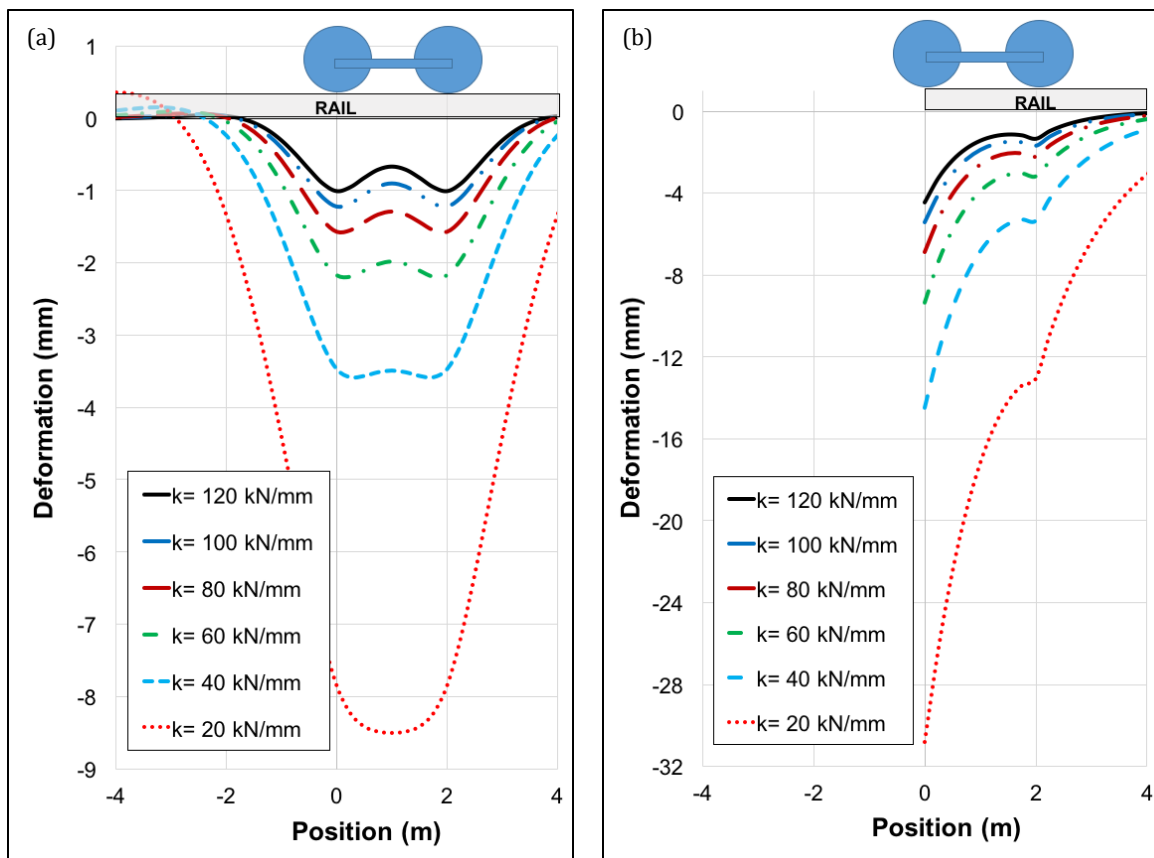 (a)
RAIL
1
0
-1
-2
-3
-4
-5
-6
-7
-8
-9
Deformation (mm)
k= 120 kN/mm
k= 100 kN/mm
k= 80 kN/mm
k= 60 kN/mm
k= 40 kN/mm
k= 20 kN/mm
-4 -2 0 2 4
Position (m)
(b)
RAIL
0
-4
-8
-12
-16
-20
-24
-28
-32
Deformation (mm)
k= 120 kN/mm
k= 100 kN/mm
k= 80 kN/mm
k= 60 kN/mm
k= 40 kN/mm
k= 20 kN/mm
-4 -2 0 2 4
Position (m)